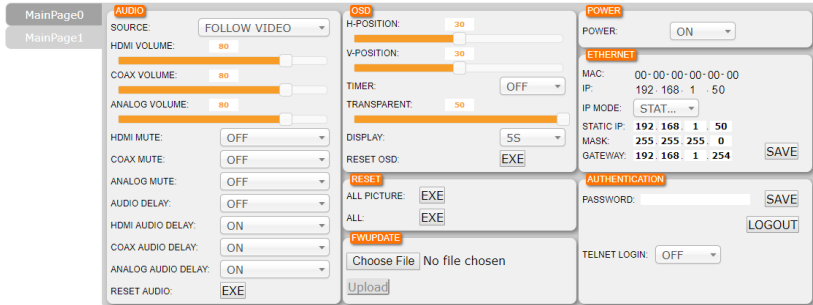 MainPage0
MainPage1
AUDIO
SOURCE: FOLLOW VIDEO
HDMI VOLUME: 80
COAX VOLUME: 80
ANALOG VOLUME: 80
HDMI MUTE: OFF
COAX MUTE: OFF
ANALOG MUTE: OFF
AUDIO DELAY: OFF
HDMI AUDIO DELAY: ON
COAX AUDIO DELAY: ON
ANALOG AUDIO DELAY: ON
RESET AUDIO: EXE
OSD
H-POSITION: 30
V-POSITION: 30
TIMER: OFF
TRANSPARENT: 50
DISPLAY: 5S
RESET OSD: EXE
RESET
ALL PICTURE: EXE
ALL: EXE
FWUPDATE
Choose File No file chosen
Upload
POWER
POWER: ON
ETHERNET
MAC: 00-00-00-00-00-00
IP: 192. 168. 1 . 50
IP MODE: STAT...
STATIC IP: 192. 168. 1 . 50
MASK: 255. 255. 255. 0
GATEWAY: 192. 168. 1 . 254 SAVE
AUTHENTICATION
PASSWORD: SAVE
LOGOUT
TELNET LOGIN: OFF